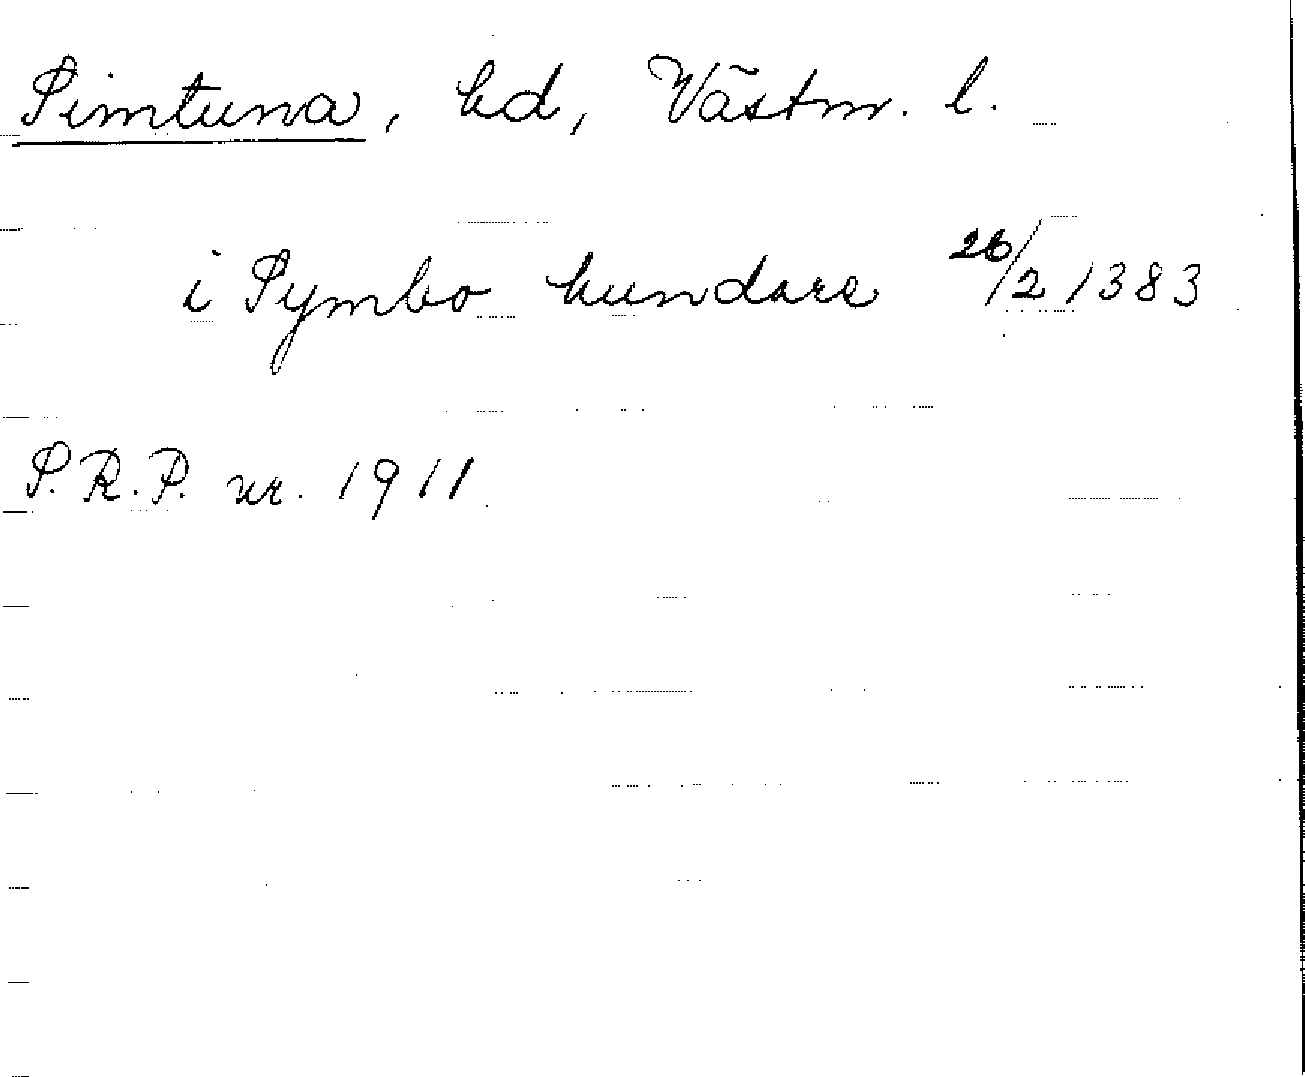 Simtuna, hd, Västm. l.
i Symbo hundare 26/2 1383
S.R.P. nr. 1911